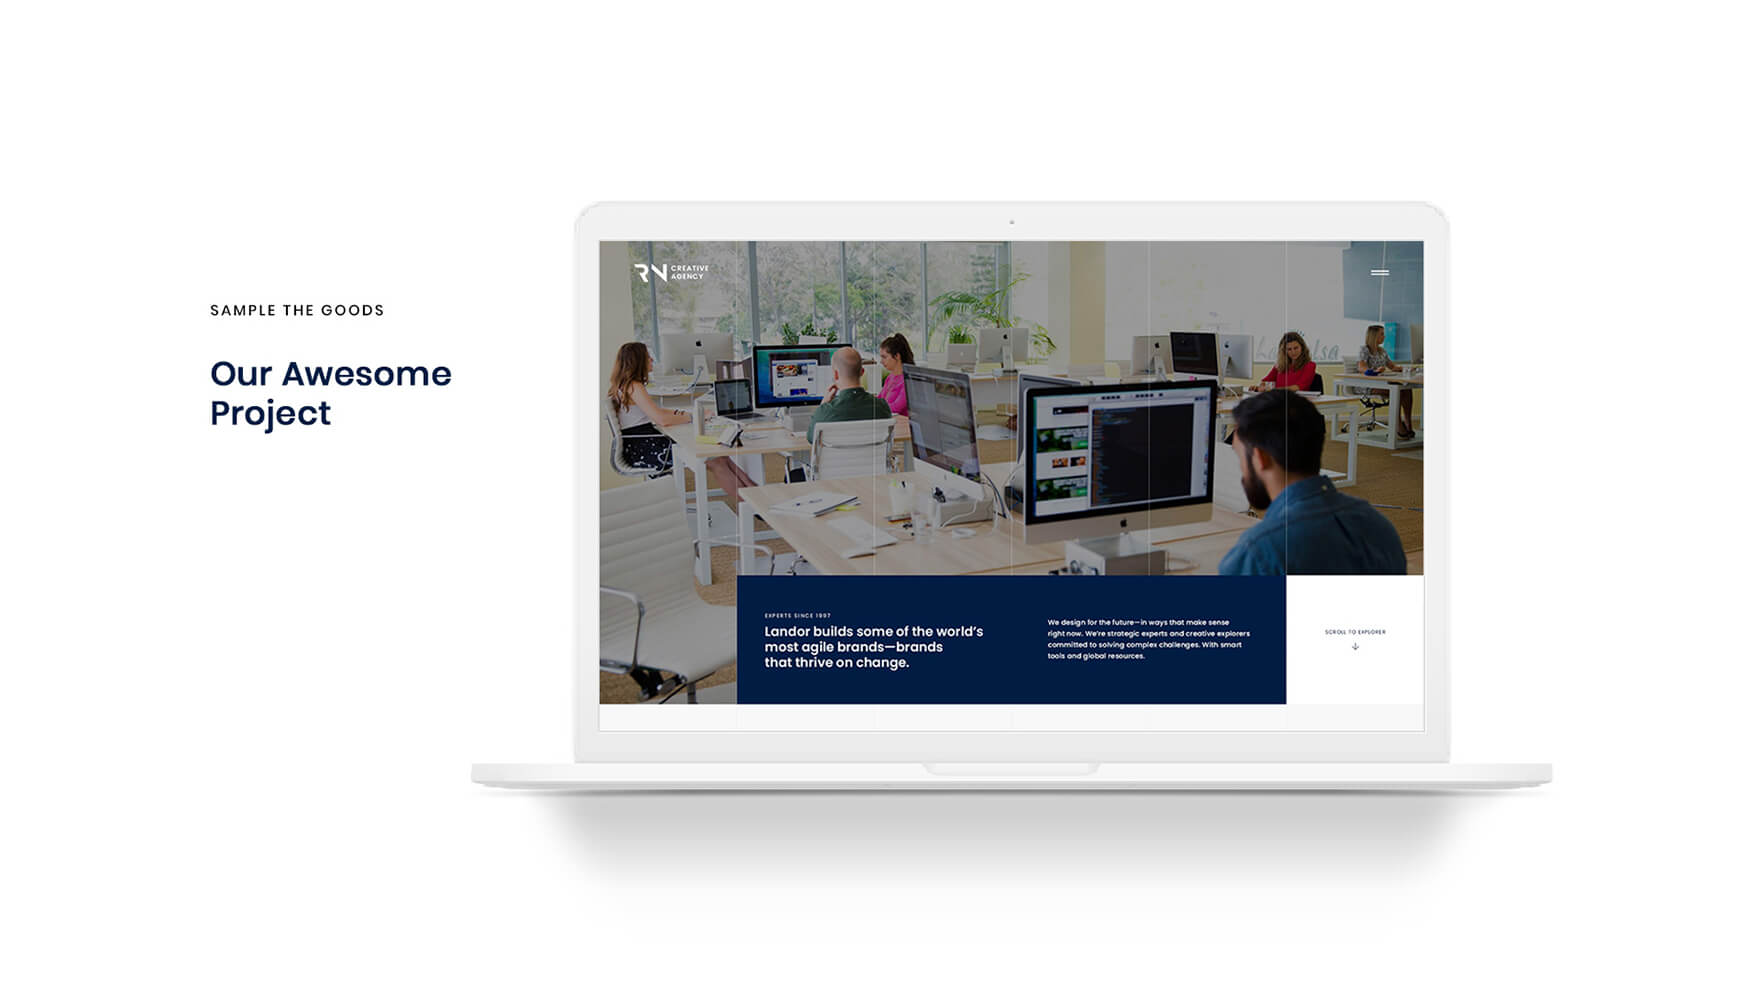 SAMPLE THE GOODS
Our Awesome
Project
RN CREATIVE
AGENCY
EXPERTS SINCE 1997
Landor builds some of the world's
most agile brands—brands
that thrive on change.
We design for the future—in ways that make sense
right now. We're strategic experts and creative explorers
committed to solving complex challenges. With smart
tools and global resources.
SCROLL TO EXPLORER